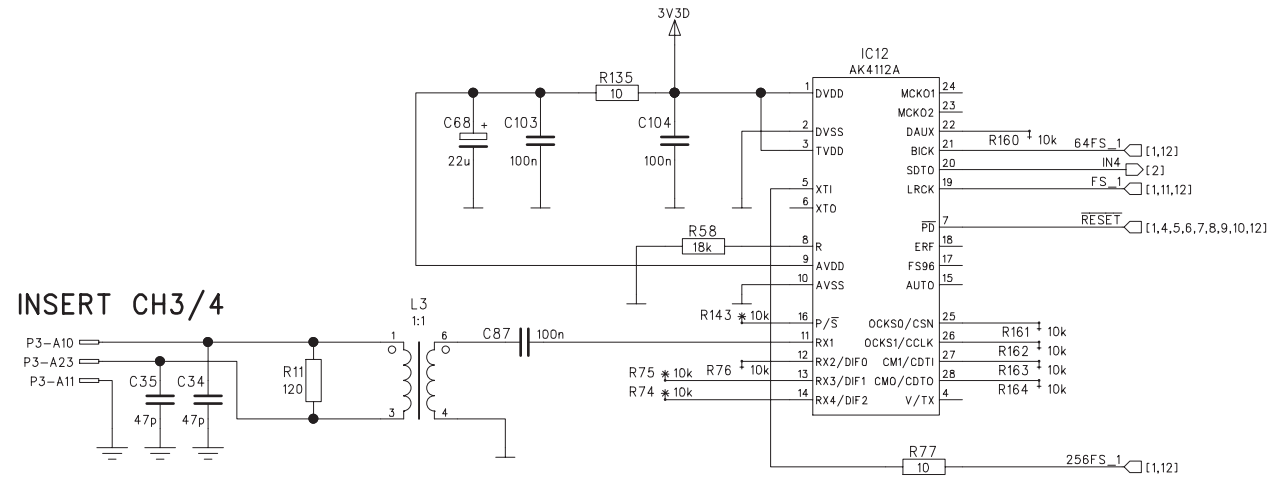 3V3D
IC12
AK4112A
R135
10
C68 +
22u
C103
100n
C104
100n
1 DVDD
2 DVSS
3 TVDD
5 XTI
6 XTO
8 R
9 AVDD
10 AVSS
16 P/S
11 RX1
12 RX2/DIF0
13 RX3/DIF1
14 RX4/DIF2
MCKO1 24
MCKO2 23
DAUX 22
BICK 21
SDTO 20
LRCK 19
PD 7
ERF 18
FS96 17
AUTO 15
OCKS0/CSN 25
OCKS1/CCLK 26
CM1/CDTI 27
CM0/CDTO 28
V/TX 4
R160 10k
64FS_1 [1,12]
IN4 [2]
FS_1 [1,11,12]
RESET [1,4,5,6,7,8,9,10,12]
R58
18k
INSERT CH3/4
P3-A10
P3-A23
P3-A11
C35
47p
C34
47p
R11
120
L3
1:1
1
3
6
4
C87 100n
R143 * 10k
R76 10k
R75 * 10k
R74 * 10k
R161 10k
R162 10k
R163 10k
R164 10k
R77
10
256FS_1 [1,12]